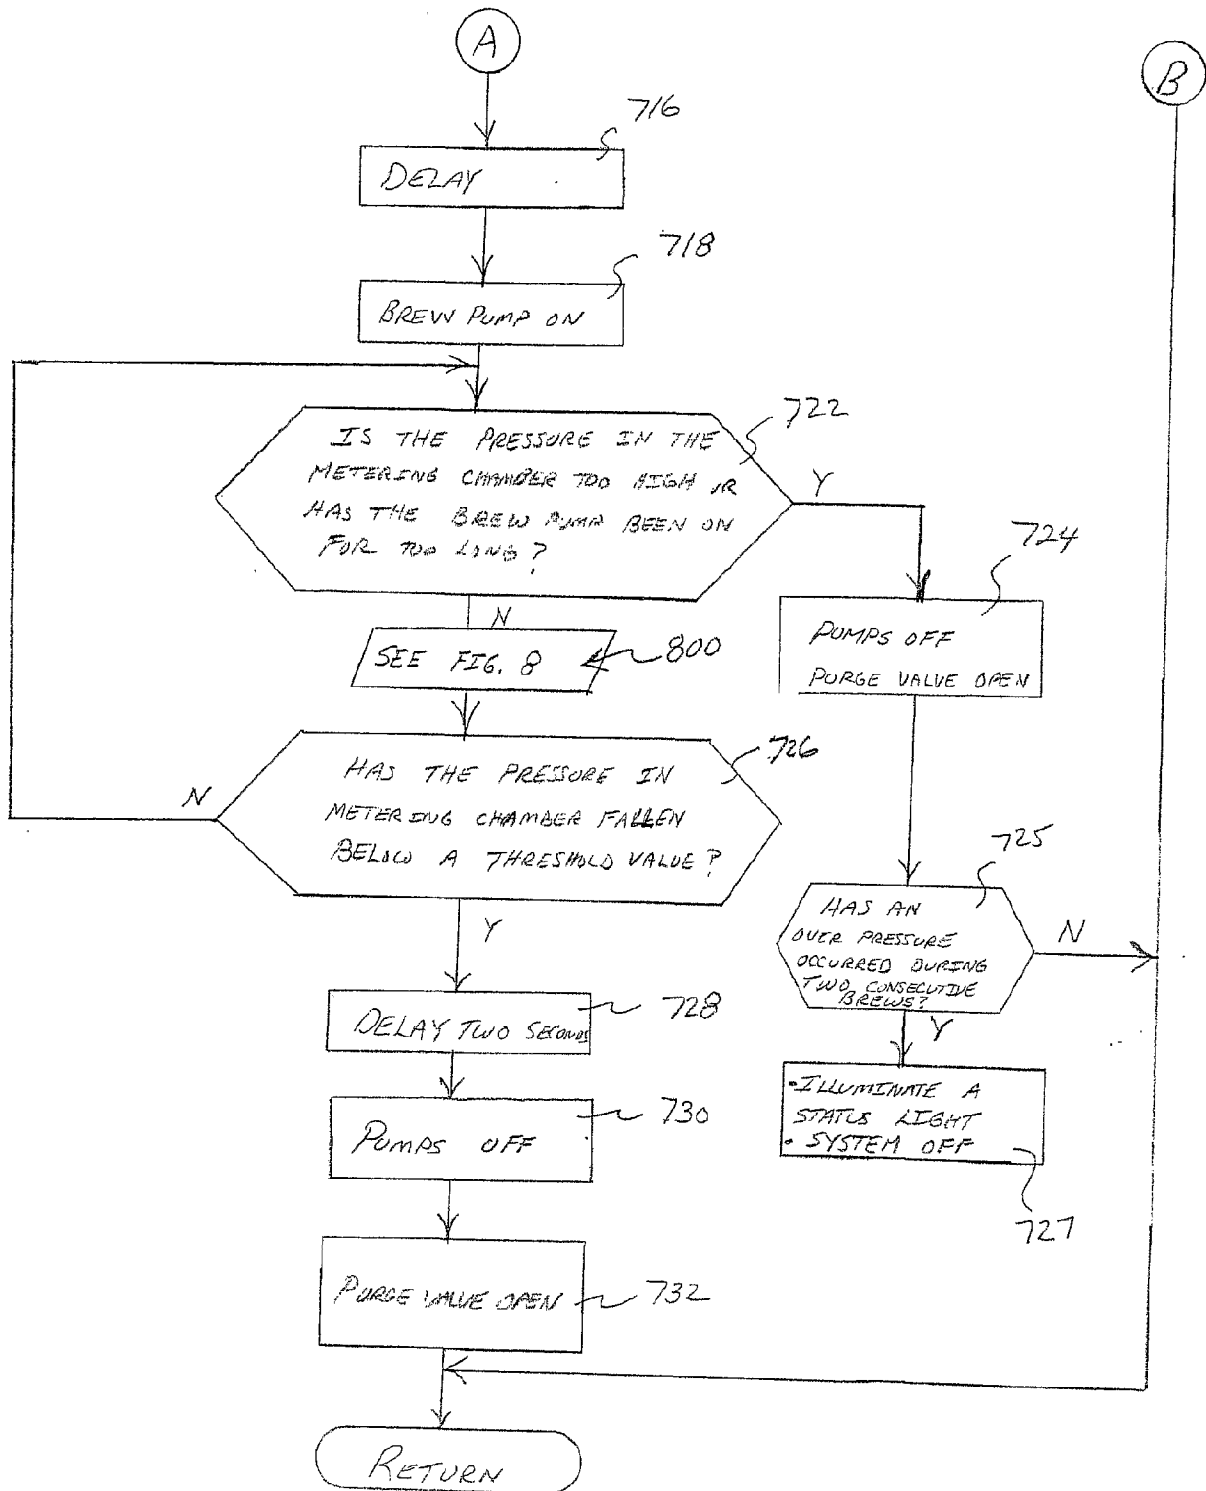 A
B
716
DELAY
718
BREW PUMP ON
722
IS THE PRESSURE IN THE
METERING CHAMBER TOO HIGH OR
HAS THE BREW PUMP BEEN ON
FOR TOO LONG?
Y
N
724
PUMPS OFF
PURGE VALVE OPEN
SEE FIG. 8
800
726
HAS THE PRESSURE IN
METERING CHAMBER FALLEN
BELOW A THRESHOLD VALUE?
N
Y
725
HAS AN
OVER PRESSURE
OCCURRED DURING
TWO CONSECUTIVE
BREWS?
N
Y
728
DELAY TWO SECONDS
•ILLUMINATE A
STATUS LIGHT
• SYSTEM OFF
727
730
PUMPS OFF
PURGE VALVE OPEN
732
RETURN